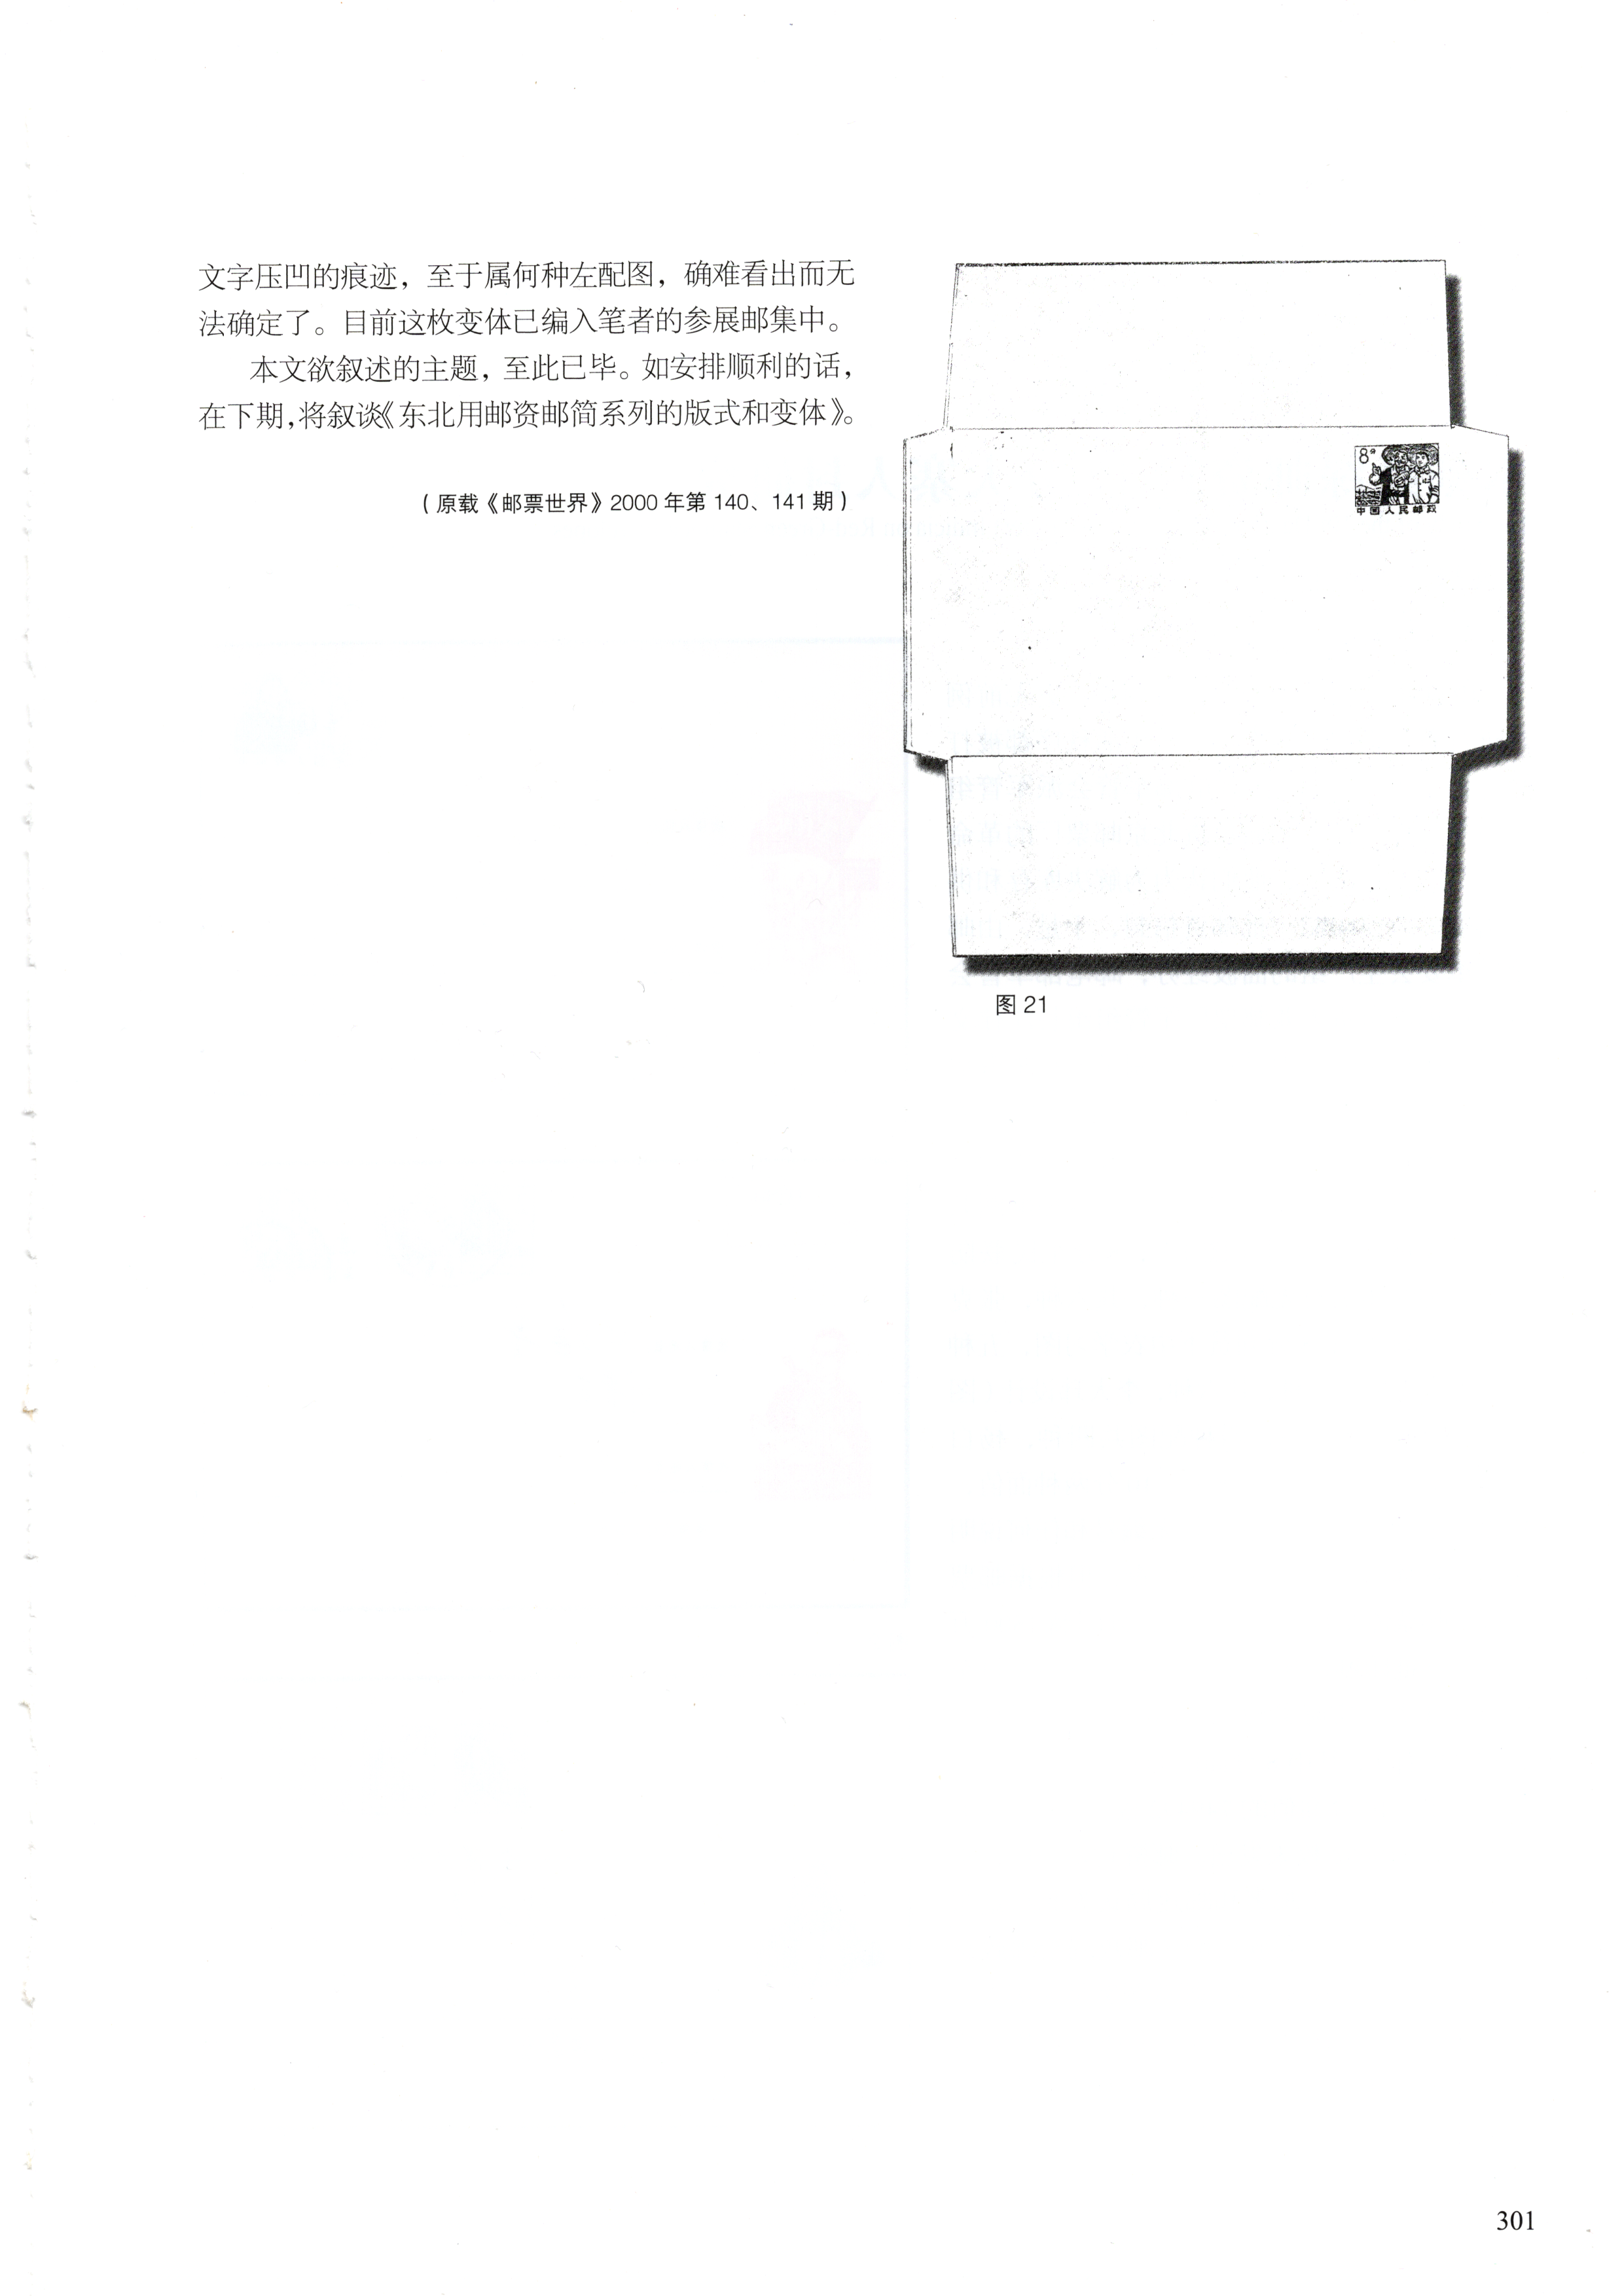 文字压凹的痕迹，至于属何种左配图，确难看出而无
法确定了。目前这枚变体已编入笔者的参展邮集中。
本文欲叙述的主题，至此已毕。如安排顺利的话，
在下期，将叙谈《东北用邮资邮简系列的版式和变体》。
（原载《邮票世界》2000 年第 140、141 期）
8分
中国人民邮政
图 21
301